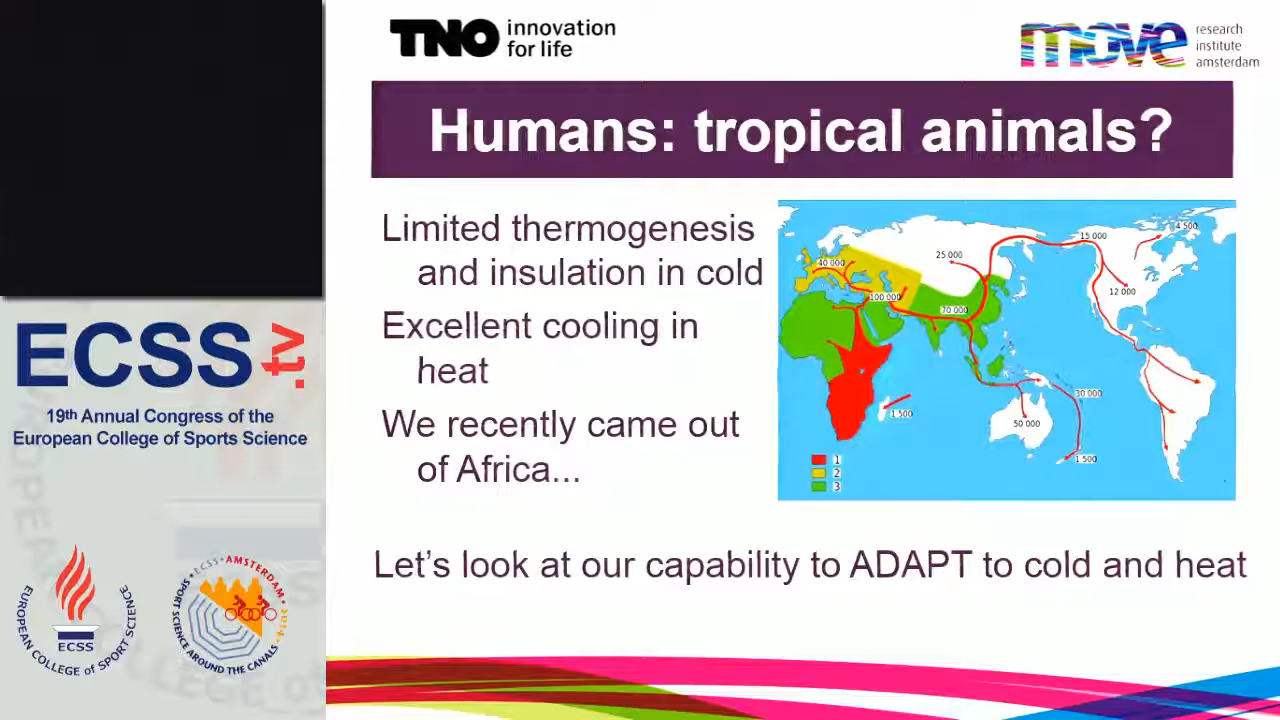 TNO innovation
for life
move research
institute
amsterdam
Humans: tropical animals?
Limited thermogenesis
and insulation in cold
Excellent cooling in
heat
We recently came out
of Africa...
40 000
100 000
25 000
70 000
15 000
4 500
12 000
1 500
50 000
30 000
1 500
1
2
3
Let's look at our capability to ADAPT to cold and heat
ECSS.tv
19th Annual Congress of the
European College of Sports Science
EUROPEAN COLLEGE of SPORT SCIENCE
ECSS
ECSS AMSTERDAM 2014
SPORT SCIENCE AROUND THE CANALS